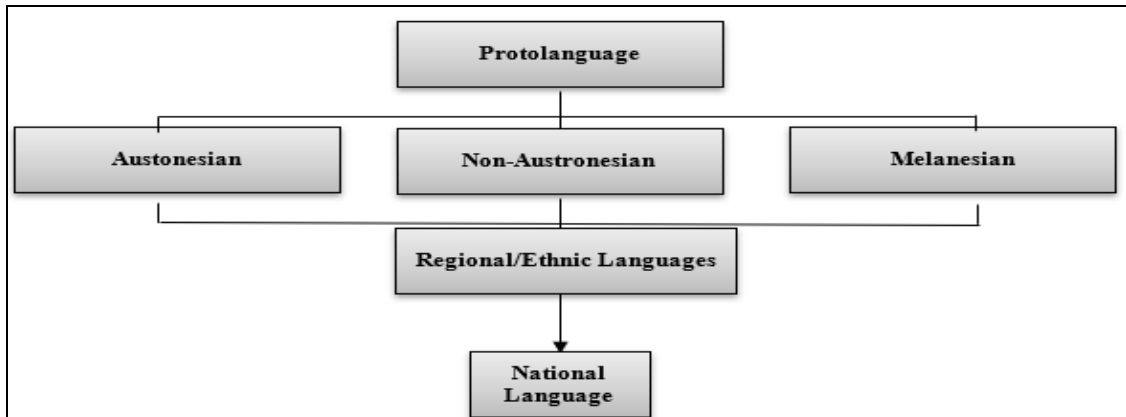 Protolanguage
Austonesian
Non-Austronesian
Melanesian
Regional/Ethnic Languages
National
Language